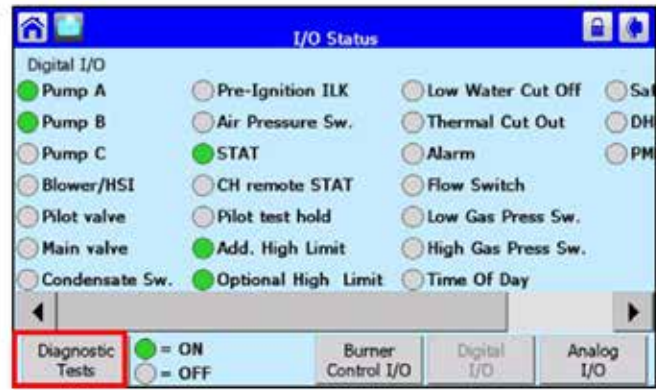 I/O Status
Digital I/O
Pump A Pre-Ignition ILK Low Water Cut Off Sa
Pump B Air Pressure Sw. Thermal Cut Out DH
Pump C STAT Alarm PM
Blower/HSI CH remote STAT Flow Switch
Pilot valve Pilot test hold Low Gas Press Sw.
Main valve Add. High Limit High Gas Press Sw.
Condensate Sw. Optional High Limit Time Of Day
Diagnostic Tests
= ON
= OFF
Burner Control I/O
Digital I/O
Analog I/O